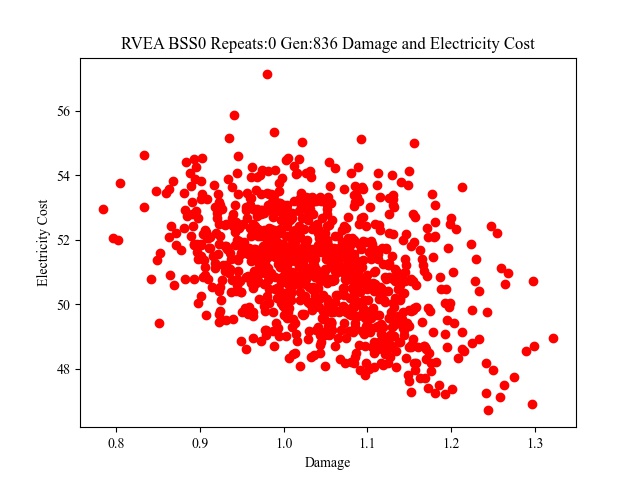 RVEA BSS0 Repeats:0 Gen:836 Damage and Electricity Cost
Electricity Cost
56
54
52
50
48
0.8 0.9 1.0 1.1 1.2 1.3
Damage